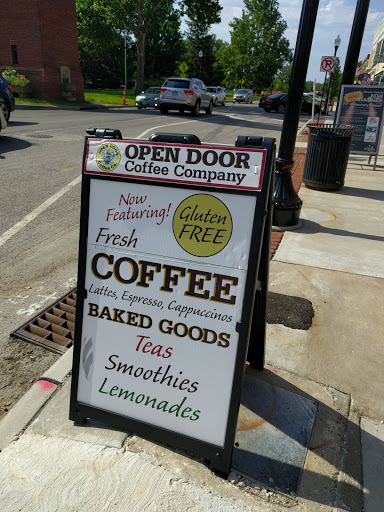 OPEN DOOR
Coffee Company
Now
Featuring!
Gluten
FREE
Fresh
COFFEE
Lattes, Espresso, Cappuccinos
BAKED GOODS
Teas
Smoothies
Lemonades